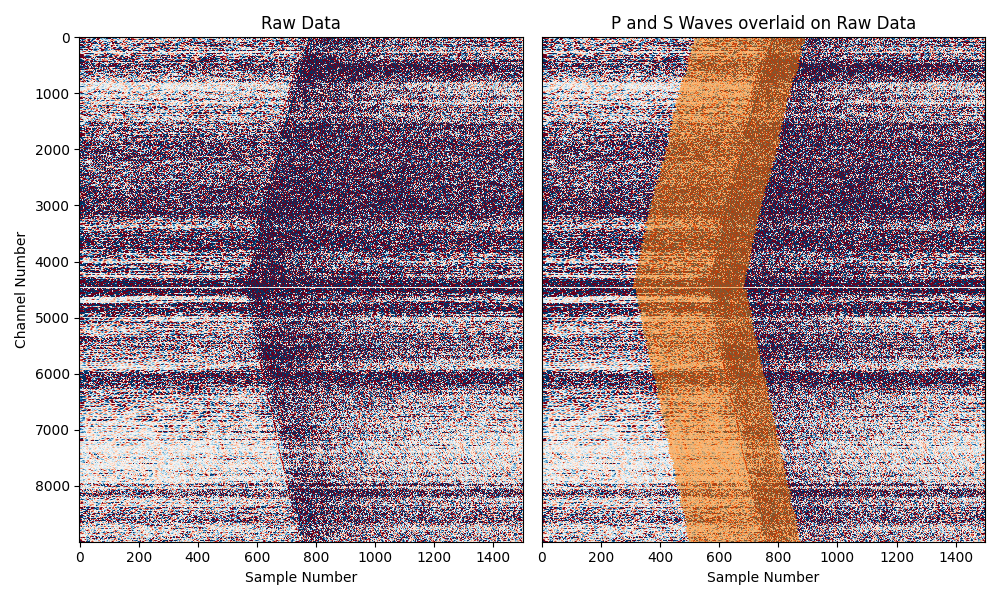 Raw Data
P and S Waves overlaid on Raw Data
Channel Number
0
1000
2000
3000
4000
5000
6000
7000
8000
0 200 400 600 800 1000 1200 1400
0 200 400 600 800 1000 1200 1400
Sample Number
Sample Number